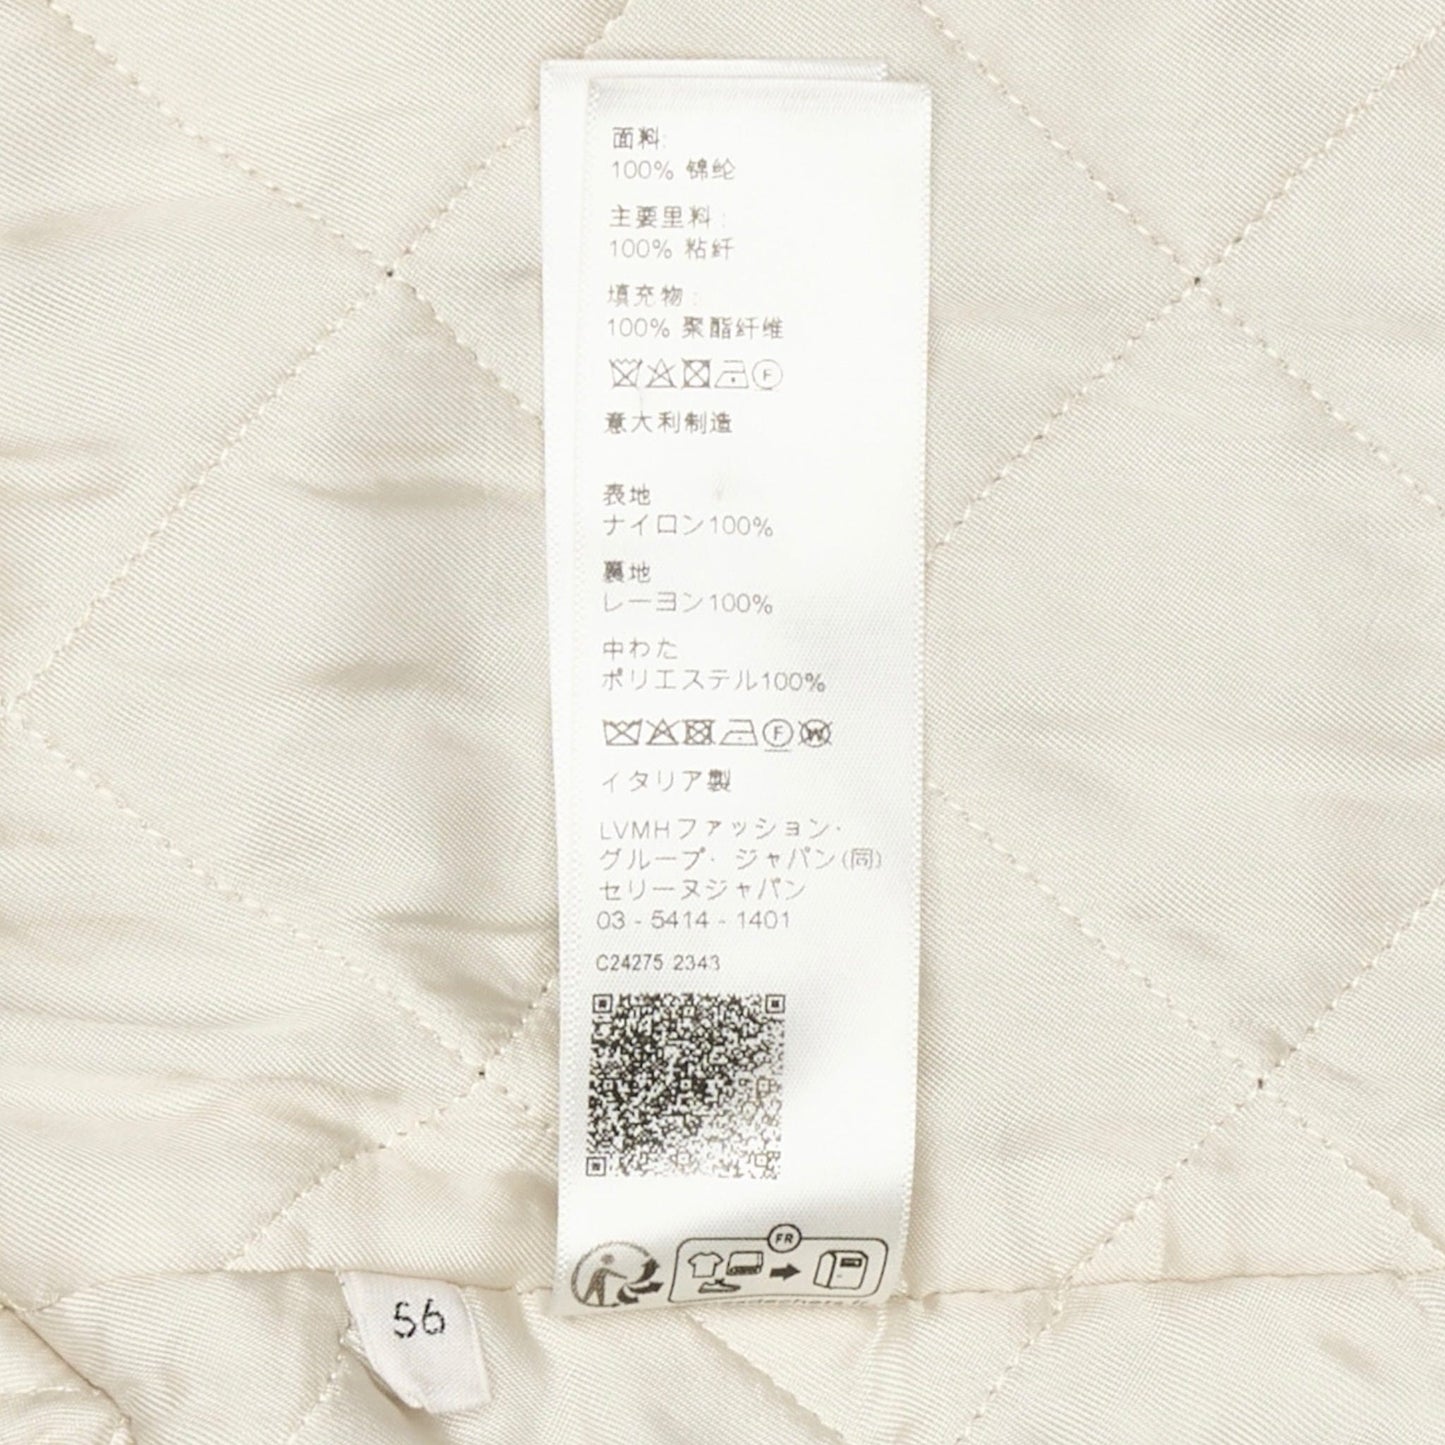 面料:
100% 锦纶
主要里料:
100% 粘纤
填充物:
100% 聚酯纤维
F
意大利制造
表地
ナイロン100%
裏地
レーヨン100%
中わた
ポリエステル100%
F W
イタリア製
LVMHファッション·
グループ· ジャパン(同)
セリーヌジャパン
03 - 5414 - 1401
C24275 2343
FR
56